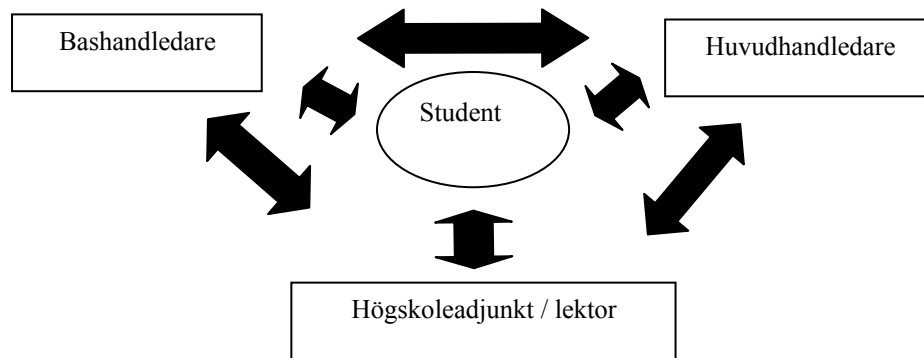 Bashandledare
Huvudhandledare
Student
Högskoleadjunkt / lektor